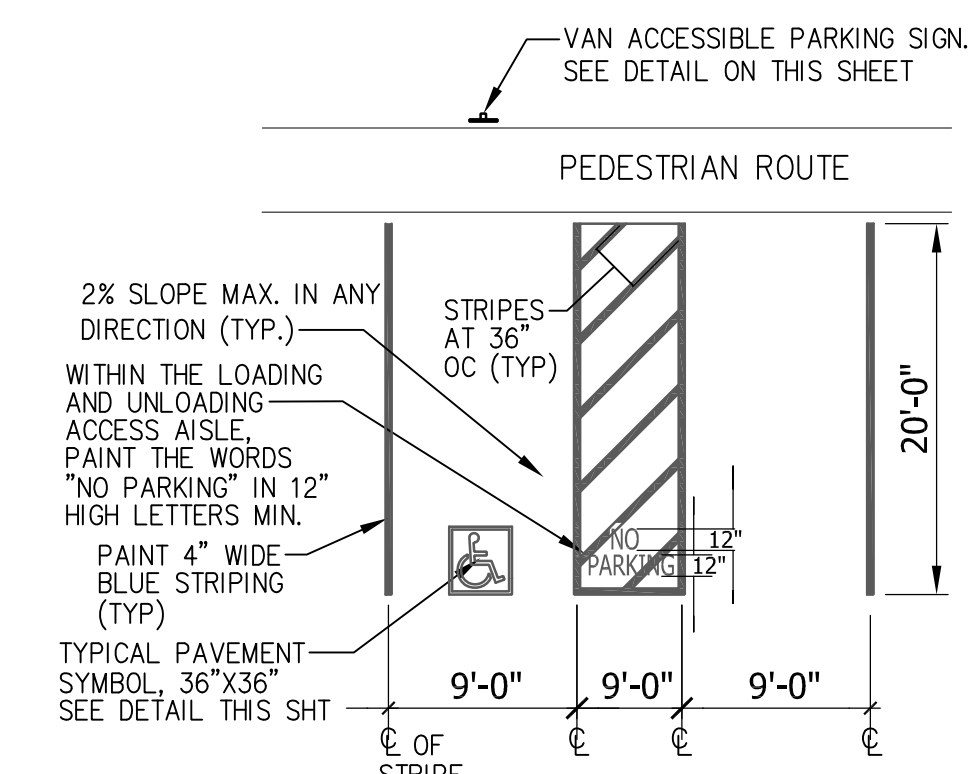 VAN ACCESSIBLE PARKING SIGN.
SEE DETAIL ON THIS SHEET
PEDESTRIAN ROUTE
2% SLOPE MAX. IN ANY
DIRECTION (TYP.)
STRIPES
AT 36"
OC (TYP)
WITHIN THE LOADING
AND UNLOADING
ACCESS AISLE,
PAINT THE WORDS
"NO PARKING" IN 12"
HIGH LETTERS MIN.
PAINT 4" WIDE
BLUE STRIPING
(TYP)
TYPICAL PAVEMENT
SYMBOL, 36"X36"
SEE DETAIL THIS SHT
NO
PARKING
12"
12"
20'-0"
9'-0"
9'-0"
9'-0"
℄ OF
STRIPE
℄
℄
℄